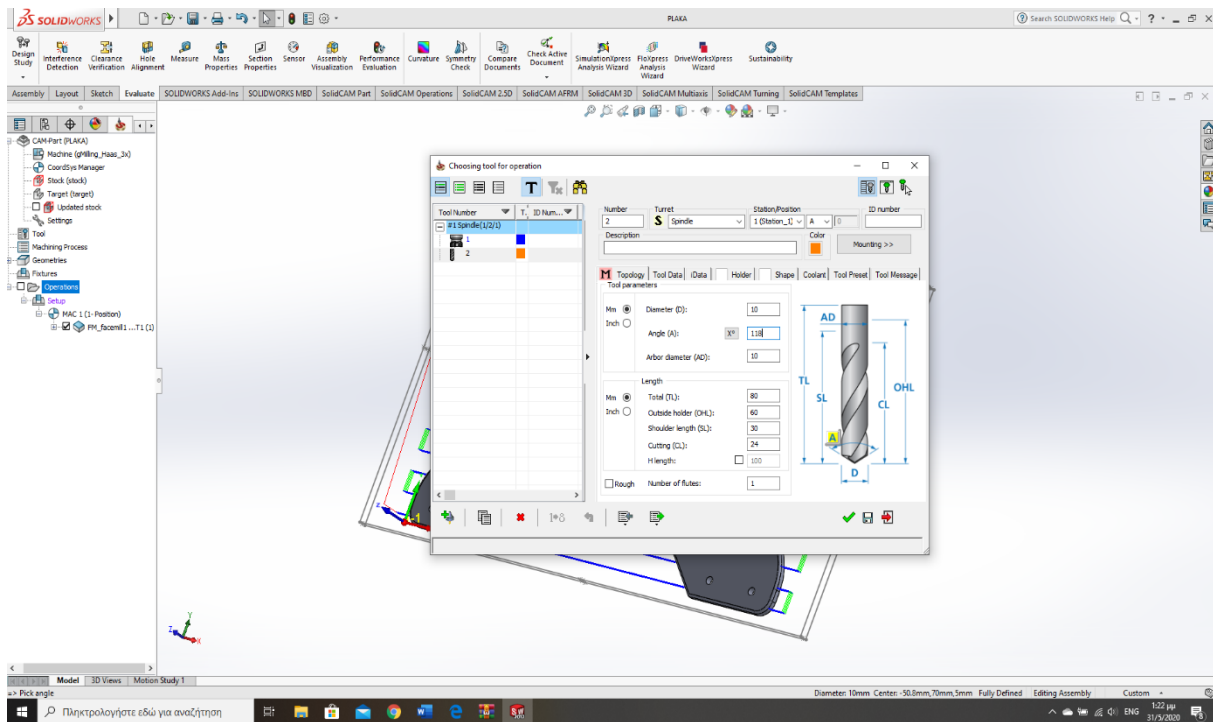 SOLIDWORKS
PLAKA
Search SOLIDWORKS Help
Design Study
Interference Detection
Clearance Verification
Hole Alignment
Measure
Mass Properties
Section Properties
Sensor
Assembly Visualization
Performance Evaluation
Curvature
Symmetry Check
Compare Documents
Check Active Document
SimulationXpress Analysis Wizard
FloXpress Analysis Wizard
DriveWorksXpress Wizard
Sustainability
Assembly Layout Sketch Evaluate SOLIDWORKS Add-Ins SOLIDWORKS MBD SolidCAM Part SolidCAM Operations SolidCAM 2.5D SolidCAM AFRM SolidCAM 3D SolidCAM Multiaxis SolidCAM Turning SolidCAM Templates
CAM-Part (PLAKA)
Machine (gMilling_Haas_3x)
CoordSys Manager
Stock (stock)
Target (target)
Updated stock
Settings
Tool
Machining Process
Geometries
Fixtures
Operations
Setup
MAC 1 (1- Position)
FM_facemill1 ...T1 (1)
Choosing tool for operation
Tool Number T. ID Num...
#1 Spindle(1/2/1)
1
2
Number Turret Station/Position ID number
2 S Spindle 1 (Station_1) A 0
Description Color
Mounting >>
M Topology Tool Data iData Holder Shape Coolant Tool Preset Tool Message
Tool parameters
Mm Diameter (D): 10
Inch
Angle (A): Xº 118
Arbor diameter (AD): 10
Length
Mm Total (TL): 80
Inch Outside holder (OHL): 60
Shoulder length (SL): 30
Cutting (CL): 24
H length: 100
Rough Number of flutes: 1
AD
TL
SL
CL
OHL
A
D
Model 3D Views Motion Study 1
=> Pick angle
Diameter: 10mm Center: -50.8mm,70mm,5mm Fully Defined Editing Assembly Custom
Πληκτρολογήστε εδώ για αναζήτηση
ENG
1:22 μμ
31/5/2020